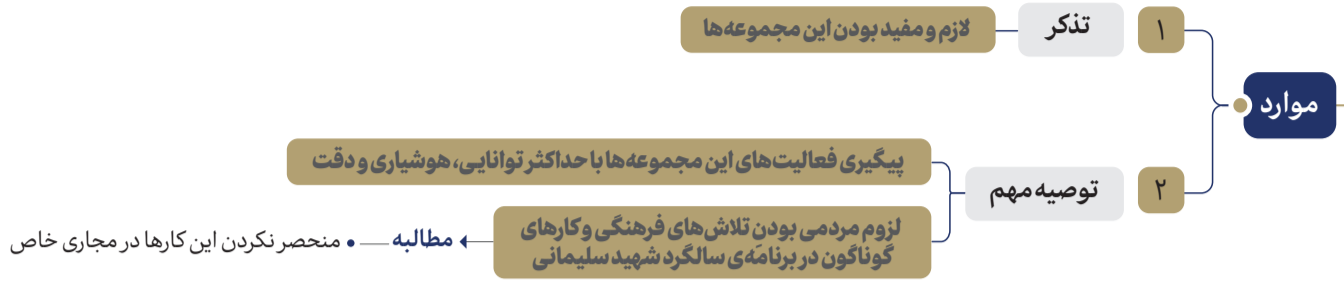 موارد
۱
تذکر
لازم و مفید بودن این مجموعه‌ها
۲
توصیه مهم
پیگیری فعالیت‌های این مجموعه‌ها با حداکثر توانایی، هوشیاری و دقت
لزوم مردمی بودن تلاش‌های فرهنگی و کارهای
گوناگون در برنامه‌ی سالگرد شهید سلیمانی
مطالبه
• منحصر نکردن این کارها در مجاری خاص